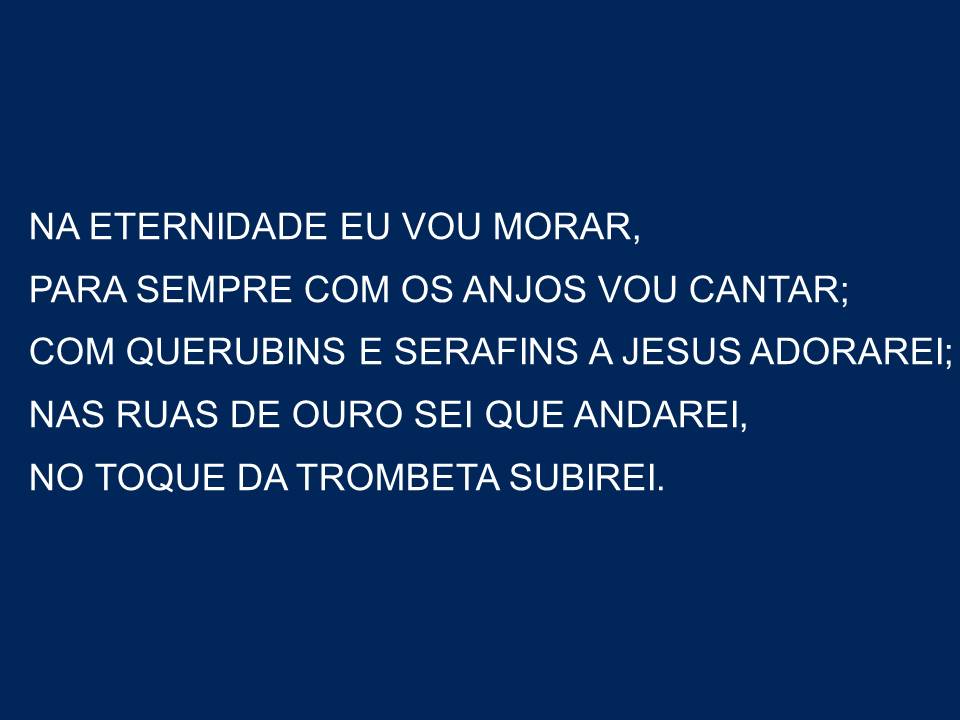 NA ETERNIDADE EU VOU MORAR,
PARA SEMPRE COM OS ANJOS VOU CANTAR;
COM QUERUBINS E SERAFINS A JESUS ADORAREI;
NAS RUAS DE OURO SEI QUE ANDAREI,
NO TOQUE DA TROMBETA SUBIREI.